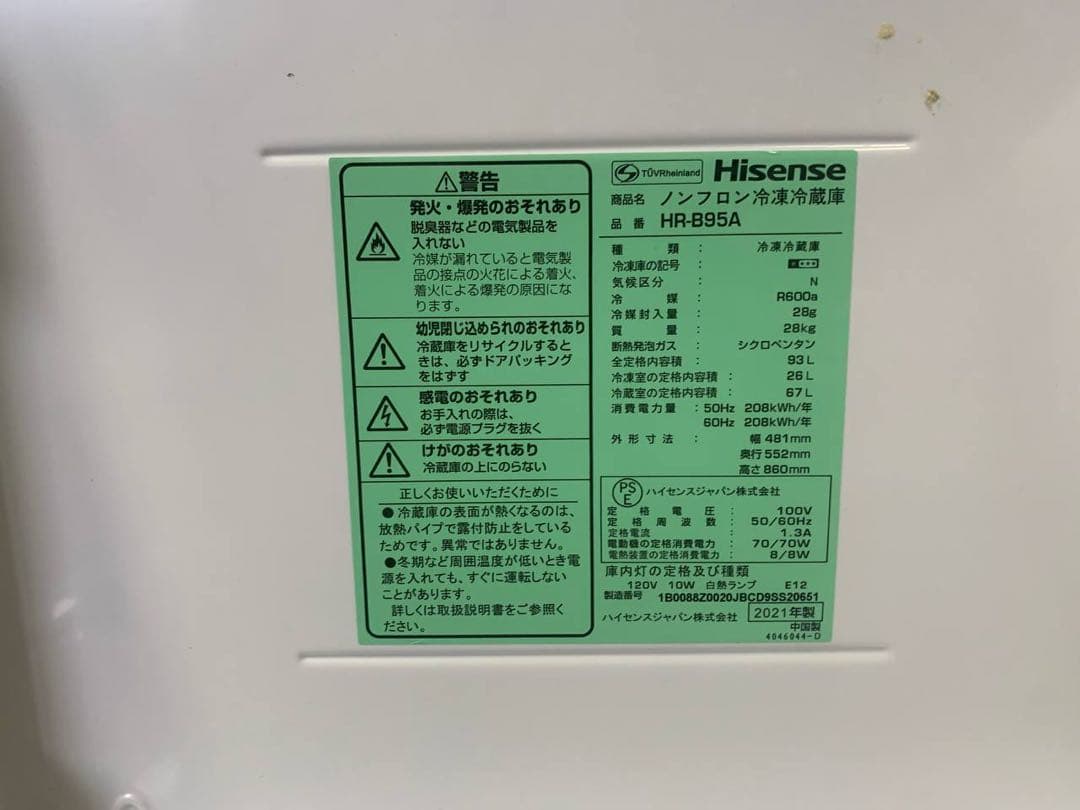 ⚠警告
発火・爆発のおそれあり
脱臭器などの電気製品を
入れない
冷媒が漏れていると電気製
品の接点の火花による着火、
着火による爆発の原因にな
ります。
幼児閉じ込められのおそれあり
冷蔵庫をリサイクルすると
きは、必ずドアパッキング
をはずす
感電のおそれあり
お手入れの際は、
必ず電源プラグを抜く
けがのおそれあり
冷蔵庫の上にのらない
正しくお使いいただくために
●冷蔵庫の表面が熱くなるのは、
放熱パイプで露付防止をしている
ためです。異常ではありません。
●冬期など周囲温度が低いとき電
源を入れても、すぐに運転しない
ことがあります。
詳しくは取扱説明書をご参照く
ださい。
TÜVRheinland Hisense
商品名 ノンフロン冷凍冷蔵庫
品番 HR-B95A
種類 : 冷凍冷蔵庫
冷凍庫の記号 :
気候区分 : N
冷媒 : R600a
冷媒封入量 : 28g
質量 : 28kg
断熱発泡ガス : シクロペンタン
全定格内容積 : 93L
冷凍室の定格内容積 : 26L
冷蔵室の定格内容積 : 67L
消費電力量 : 50Hz 208kWh/年
60Hz 208kWh/年
外形寸法 : 幅 481mm
奥行 552mm
高さ 860mm
PSE ハイセンスジャパン株式会社
定格電圧 : 100V
定格周波数 : 50/60Hz
定格電流 : 1.3A
電動機の定格消費電力 : 70/70W
電熱装置の定格消費電力 : 8/8W
庫内灯の定格及び種類
120V 10W 白熱ランプ E12
製造番号 1B0088Z0020JBCD9SS20651
ハイセンスジャパン株式会社 2021年製
中国製
4046044-D